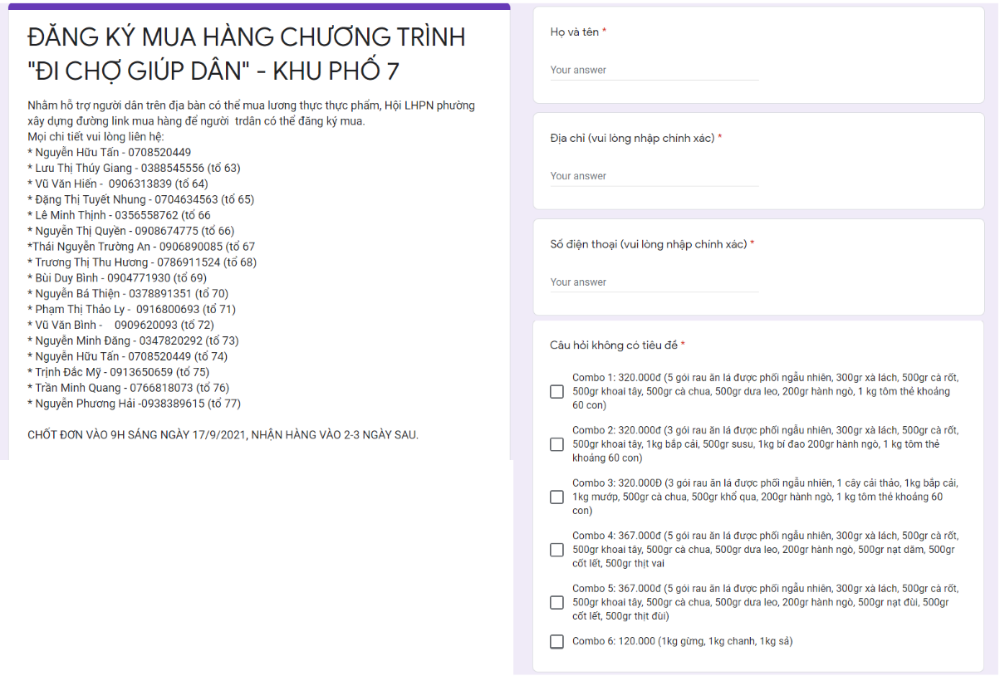 ĐĂNG KÝ MUA HÀNG CHƯƠNG TRÌNH
"ĐI CHỢ GIÚP DÂN" - KHU PHỐ 7
Nhằm hỗ trợ người dân trên địa bàn có thể mua lương thực thực phẩm, Hội LHPN phường
xây dựng đường link mua hàng để người trdân có thể đăng ký mua.
Mọi chi tiết vui lòng liên hệ:
* Nguyễn Hữu Tấn - 0708520449
* Lưu Thị Thúy Giang - 0388545556 (tổ 63)
* Vũ Văn Hiến - 0906313839 (tổ 64)
* Đặng Thị Tuyết Nhung - 0704634563 (tổ 65)
* Lê Minh Thịnh - 0356558762 (tổ 66
* Nguyễn Thị Quyền - 0908674775 (tổ 66)
*Thái Nguyễn Trường An - 0906890085 (tổ 67
* Trương Thị Thu Hương - 0786911524 (tổ 68)
* Bùi Duy Bình - 0904771930 (tổ 69)
* Nguyễn Bá Thiện - 0378891351 (tổ 70)
* Phạm Thị Thảo Ly - 0916800693 (tổ 71)
* Vũ Văn Bình - 0909620093 (tổ 72)
* Nguyễn Minh Đăng - 0347820292 (tổ 73)
* Nguyễn Hữu Tấn - 0708520449 (tổ 74)
* Trịnh Đắc Mỹ - 0913650659 (tổ 75)
* Trần Minh Quang - 0766818073 (tổ 76)
* Nguyễn Phương Hải -0938389615 (tổ 77)
CHỐT ĐƠN VÀO 9H SÁNG NGÀY 17/9/2021, NHẬN HÀNG VÀO 2-3 NGÀY SAU.
Họ và tên *
Your answer
Địa chỉ (vui lòng nhập chính xác) *
Your answer
Số điện thoại (vui lòng nhập chính xác) *
Your answer
Câu hỏi không có tiêu đề *
Combo 1: 320.000đ (5 gói rau ăn lá được phối ngẫu nhiên, 300gr xà lách, 500gr cà rốt,
500gr khoai tây, 500gr cà chua, 500gr dưa leo, 200gr hành ngò, 1 kg tôm thẻ khoảng
60 con)
Combo 2: 320.000đ (3 gói rau ăn lá được phối ngẫu nhiên, 300gr xà lách, 500gr cà rốt,
500gr khoai tây, 1kg bắp cải, 500gr susu, 1kg bí đao 200gr hành ngò, 1 kg tôm thẻ
khoảng 60 con)
Combo 3: 320.000Đ (3 gói rau ăn lá được phối ngẫu nhiên, 1 cây cải thảo, 1kg bắp cải,
1kg mướp, 500gr cà chua, 500gr khổ qua, 200gr hành ngò, 1 kg tôm thẻ khoảng 60
con)
Combo 4: 367.000đ (5 gói rau ăn lá được phối ngẫu nhiên, 300gr xà lách, 500gr cà rốt,
500gr khoai tây, 500gr cà chua, 500gr dưa leo, 200gr hành ngò, 500gr nạt dăm, 500gr
cốt lết, 500gr thịt vai
Combo 5: 367.000đ (5 gói rau ăn lá được phối ngẫu nhiên, 300gr xà lách, 500gr cà rốt,
500gr khoai tây, 500gr cà chua, 500gr dưa leo, 200gr hành ngò, 500gr nạt đùi, 500gr
cốt lết, 500gr thịt đùi)
Combo 6: 120.000 (1kg gừng, 1kg chanh, 1kg sả)